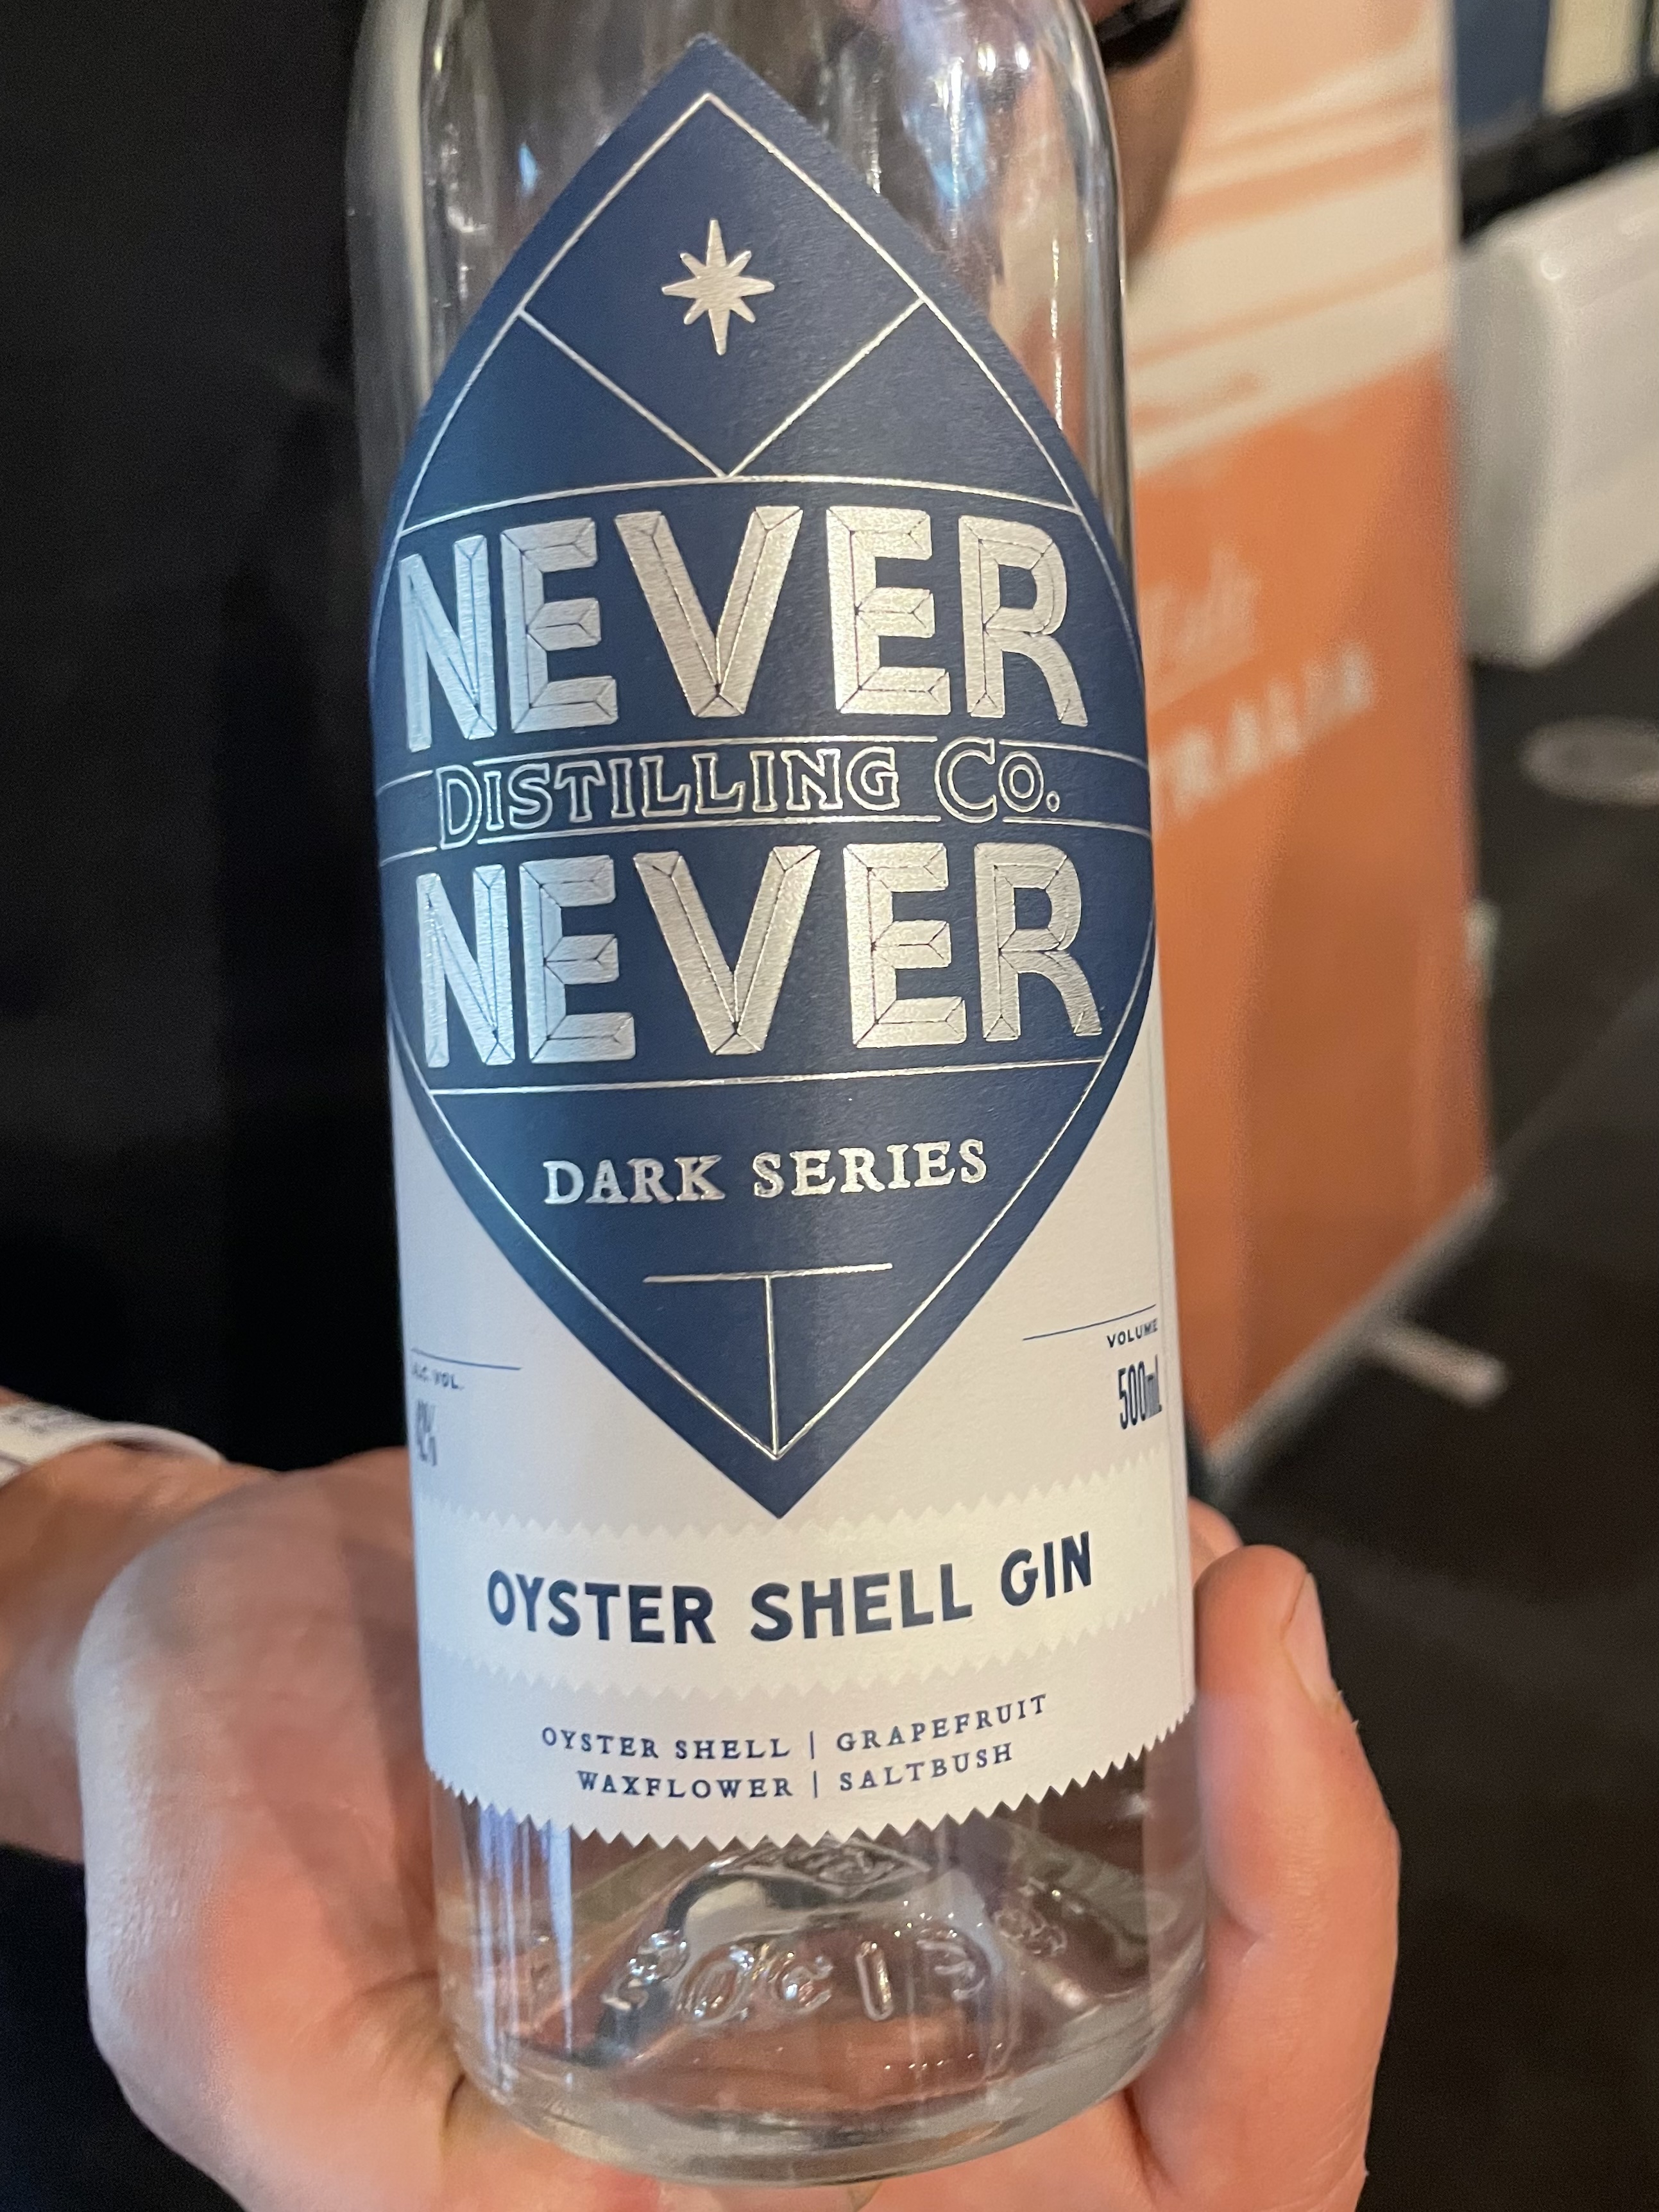 NEVER
DISTILLING CO.
NEVER
DARK SERIES
VOLUME
500mL
ALC. VOL.
42%
OYSTER SHELL GIN
OYSTER SHELL | GRAPEFRUIT
WAXFLOWER | SALTBUSH